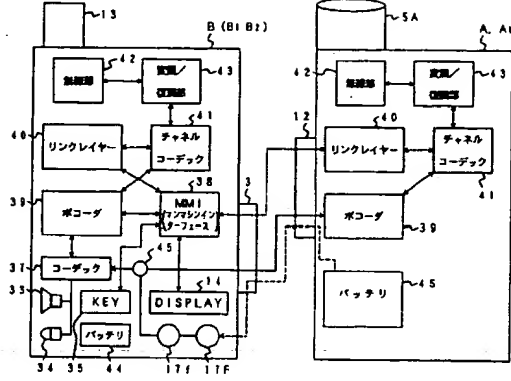 13
B (B1 B2)
5A
A, A1
42
43
無線部
変調/
復調部
41
40
リンクレイヤー
チャネル
コーデック
38
39
ボコーダ
MMI
マンマシンイン
ターフェース
3
45
37
コーデック
14
33
KEY
DISPLAY
バッテリ
34
35
44
17f
17F
12
42
43
無線部
変調/
復調部
40
リンクレイヤー
チャネル
コーデック
41
ボコーダ
39
バッテリ
45